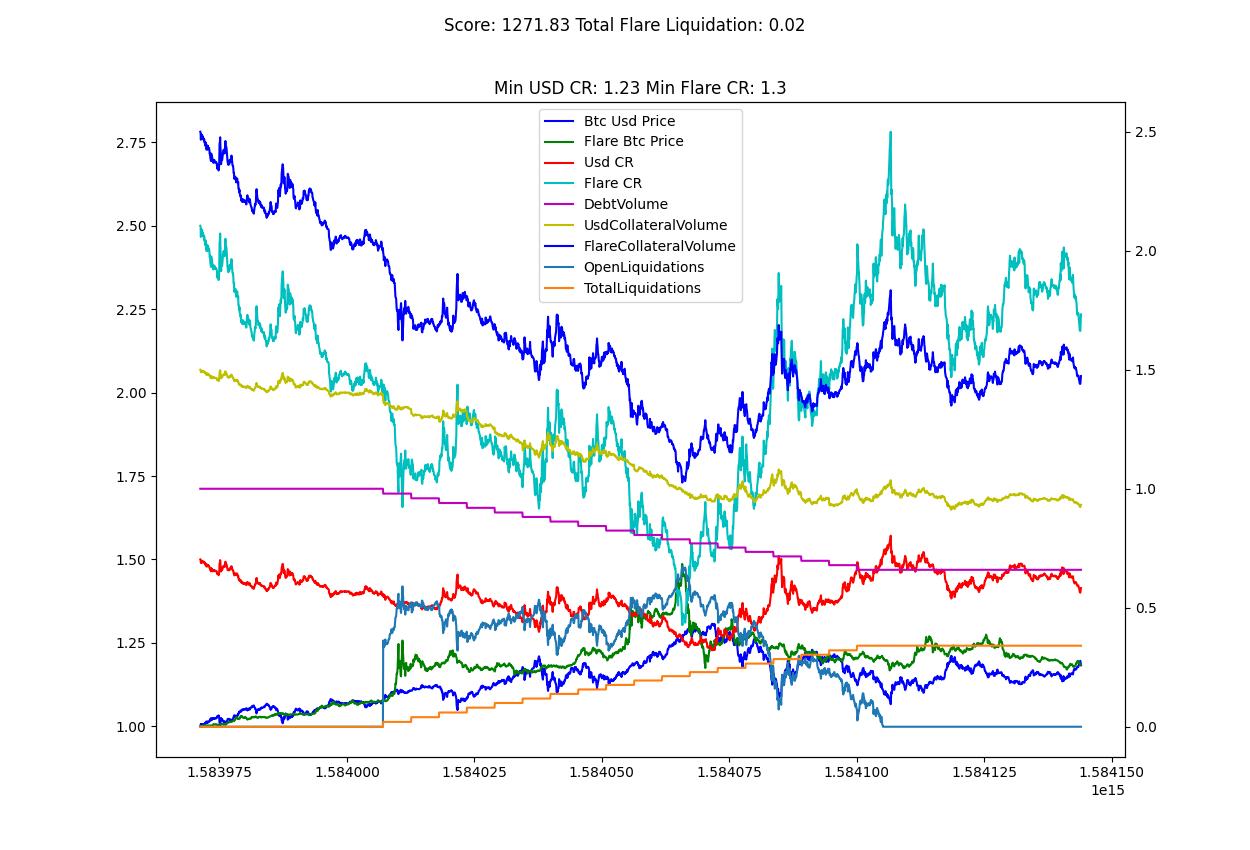 Score: 1271.83 Total Flare Liquidation: 0.02
Min USD CR: 1.23 Min Flare CR: 1.3
Btc Usd Price
Flare Btc Price
Usd CR
Flare CR
DebtVolume
UsdCollateralVolume
FlareCollateralVolume
OpenLiquidations
TotalLiquidations
2.75
2.50
2.25
2.00
1.75
1.50
1.25
1.00
2.5
2.0
1.5
1.0
0.5
0.0
1.583975 1.584000 1.584025 1.584050 1.584075 1.584100 1.584125 1.584150
1e15